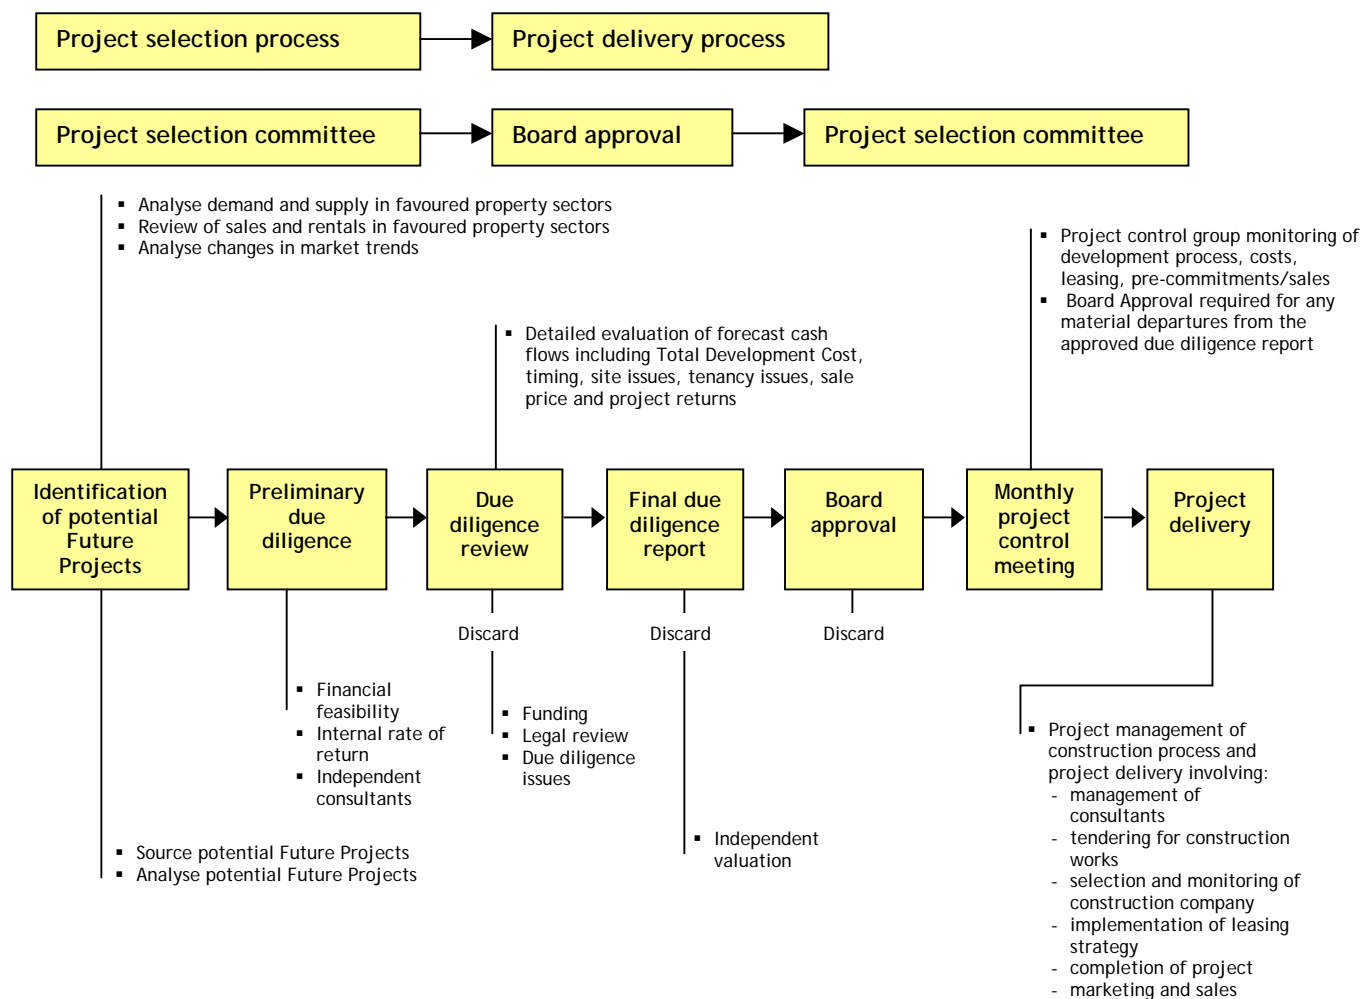 Project selection process
Project delivery process
Project selection committee
Board approval
Project selection committee
▪ Analyse demand and supply in favoured property sectors
▪ Review of sales and rentals in favoured property sectors
▪ Analyse changes in market trends
▪ Project control group monitoring of
development process, costs,
leasing, pre-commitments/sales
▪ Board Approval required for any
material departures from the
approved due diligence report
▪ Detailed evaluation of forecast cash
flows including Total Development Cost,
timing, site issues, tenancy issues, sale
price and project returns
Identification
of potential
Future
Projects
Preliminary
due
diligence
Due
diligence
review
Final due
diligence
report
Board
approval
Monthly
project
control
meeting
Project
delivery
Discard
Discard
Discard
▪ Financial
feasibility
▪ Internal rate of
return
▪ Independent
consultants
▪ Funding
▪ Legal review
▪ Due diligence
issues
▪ Independent
valuation
▪ Source potential Future Projects
▪ Analyse potential Future Projects
▪ Project management of
construction process and
project delivery involving:
- management of
consultants
- tendering for construction
works
- selection and monitoring of
construction company
- implementation of leasing
strategy
- completion of project
- marketing and sales